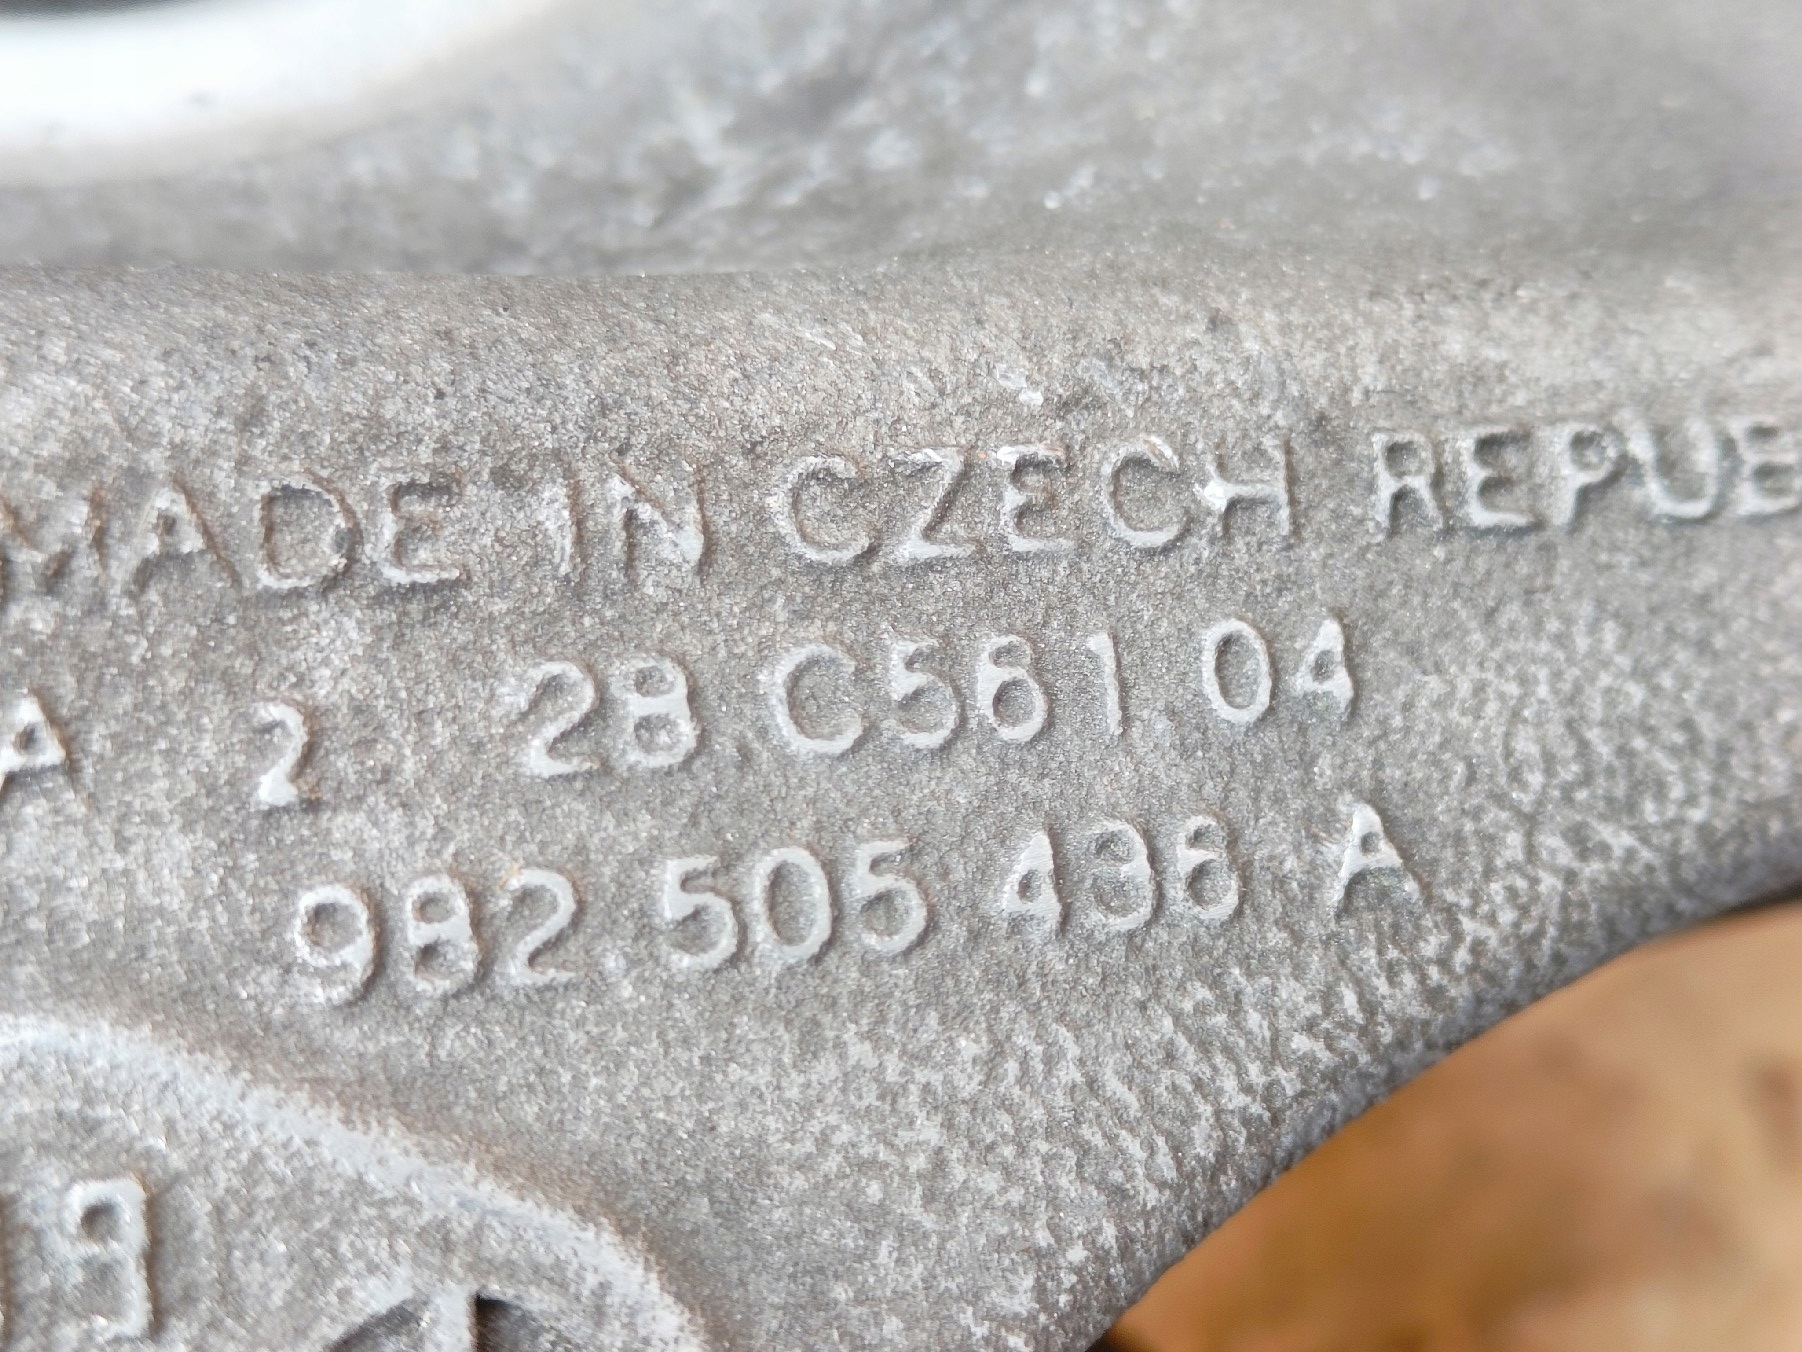 MADE IN CZECH REPUB
A 2 28 C561 04
982.505 436 A